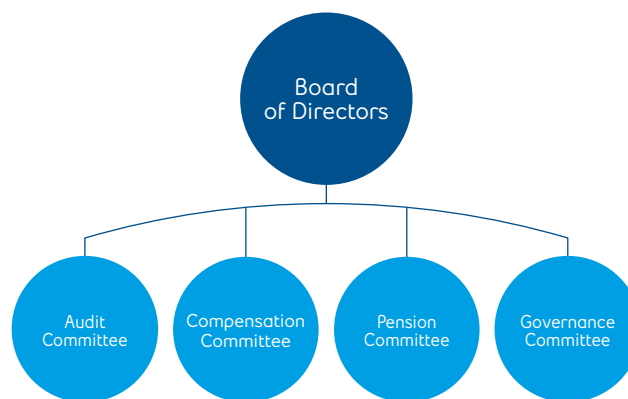 Board
of Directors
Audit
Committee
Compensation
Committee
Pension
Committee
Governance
Committee